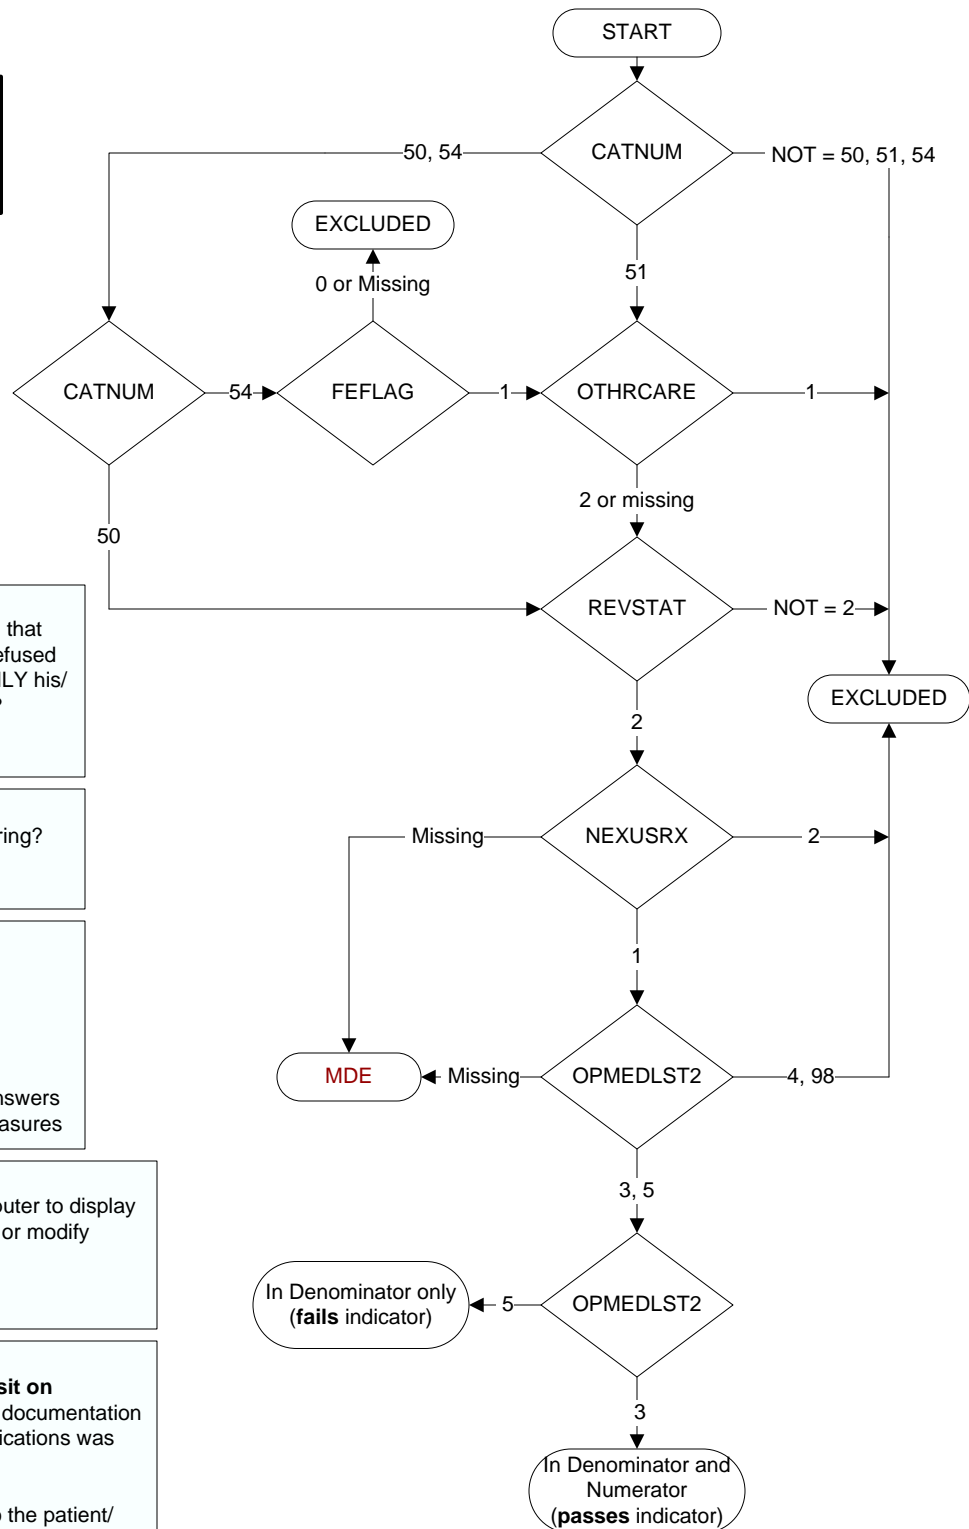 START
CATNUM
50, 54
NOT = 50, 51, 54
EXCLUDED
0 or Missing
51
CATNUM
54
FEFLAG
1
OTHRCARE
1
2 or missing
50
REVSTAT
NOT = 2
EXCLUDED
2
Missing
NEXUSRX
2
1
MDE
Missing
OPMEDLST2
4, 98
3, 5
In Denominator only
(fails indicator)
5
OPMEDLST2
3
In Denominator and
Numerator
(passes indicator)
that
efused
NLY his/
?
ring?
nswers
asures
outer to display
or modify
sit on
documentation
ications was
o the patient/